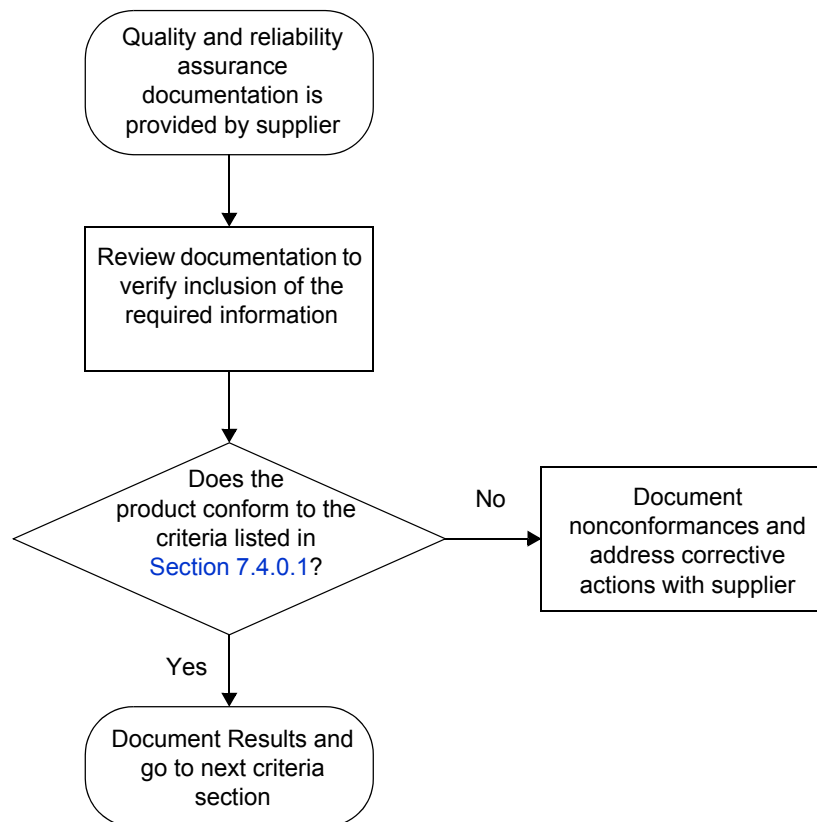 Quality and reliability
assurance
documentation is
provided by supplier
Review documentation to
verify inclusion of the
required information
Does the
product conform to the
criteria listed in
Section 7.4.0.1?
No
Document
nonconformances and
address corrective
actions with supplier
Yes
Document Results and
go to next criteria
section